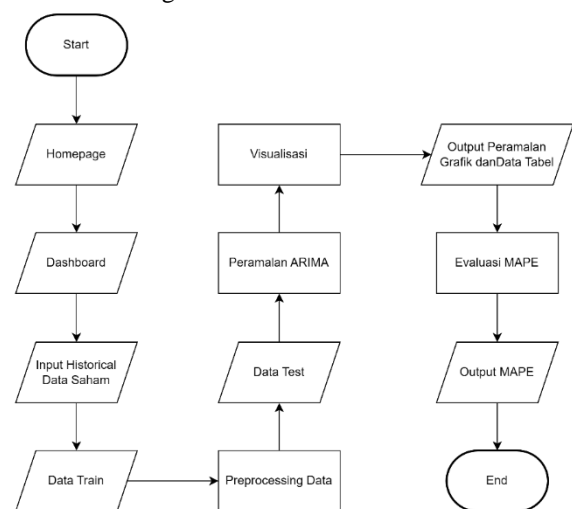 Start
Homepage
Dashboard
Input Historical
Data Saham
Data Train
Preprocessing Data
Data Test
Peramalan ARIMA
Visualisasi
Output Peramalan
Grafik danData Tabel
Evaluasi MAPE
Output MAPE
End